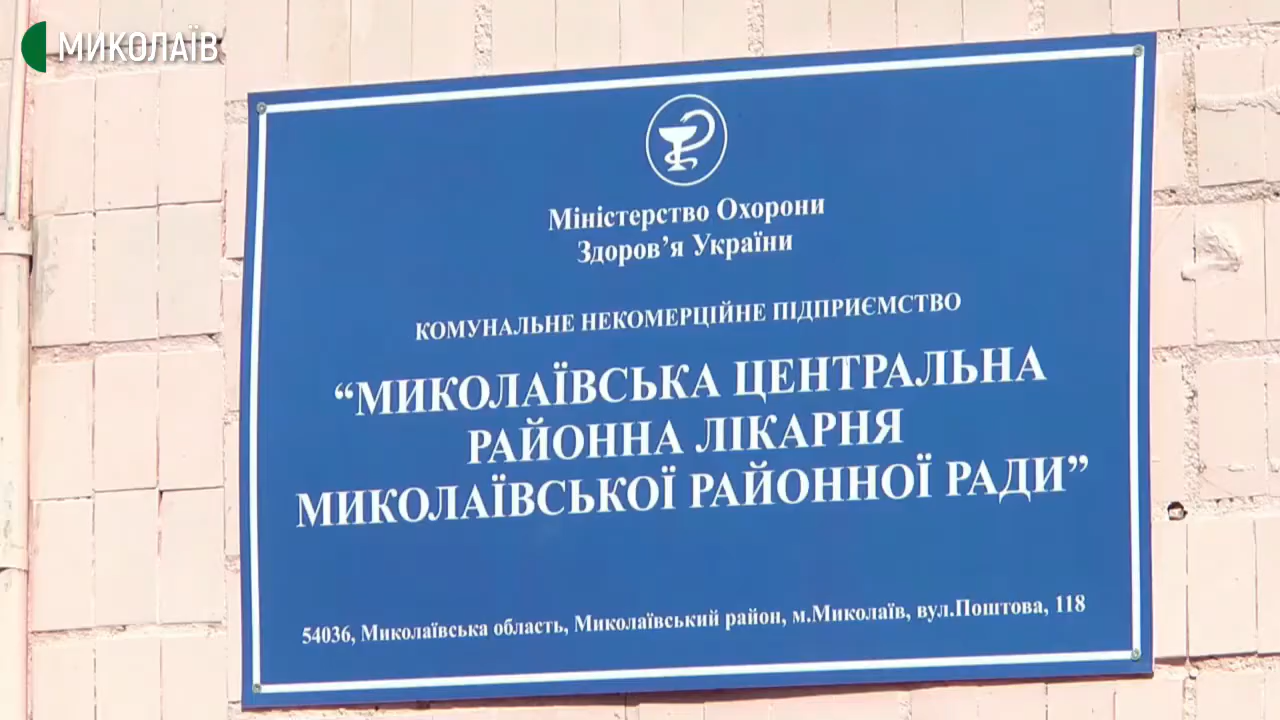 МИКОЛАЇВ
Міністерство Охорони
Здоров’я України
КОМУНАЛЬНЕ НЕКОМЕРЦІЙНЕ ПІДПРИЄМСТВО
“МИКОЛАЇВСЬКА ЦЕНТРАЛЬНА
РАЙОННА ЛІКАРНЯ
МИКОЛАЇВСЬКОЇ РАЙОННОЇ РАДИ”
54036, Миколаївська область, Миколаївський район, м.Миколаїв, вул.Поштова, 118